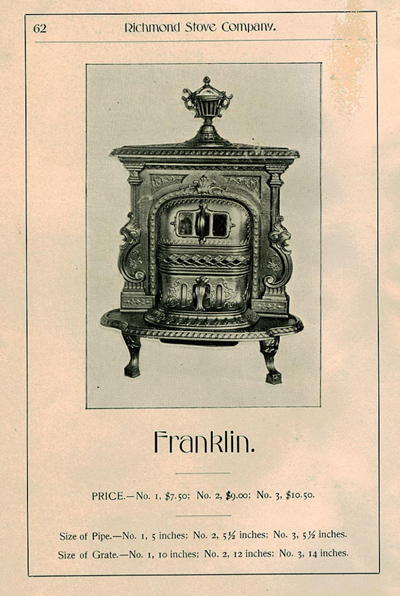 62
Richmond Stove Company.
Franklin.
PRICE.—No. 1, $7.50; No. 2, $9.00; No. 3, $10.50.
Size of Pipe.—No. 1, 5 inches; No. 2, 5½ inches; No. 3, 5½ inches.
Size of Grate.—No. 1, 10 inches; No. 2, 12 inches; No. 3, 14 inches.